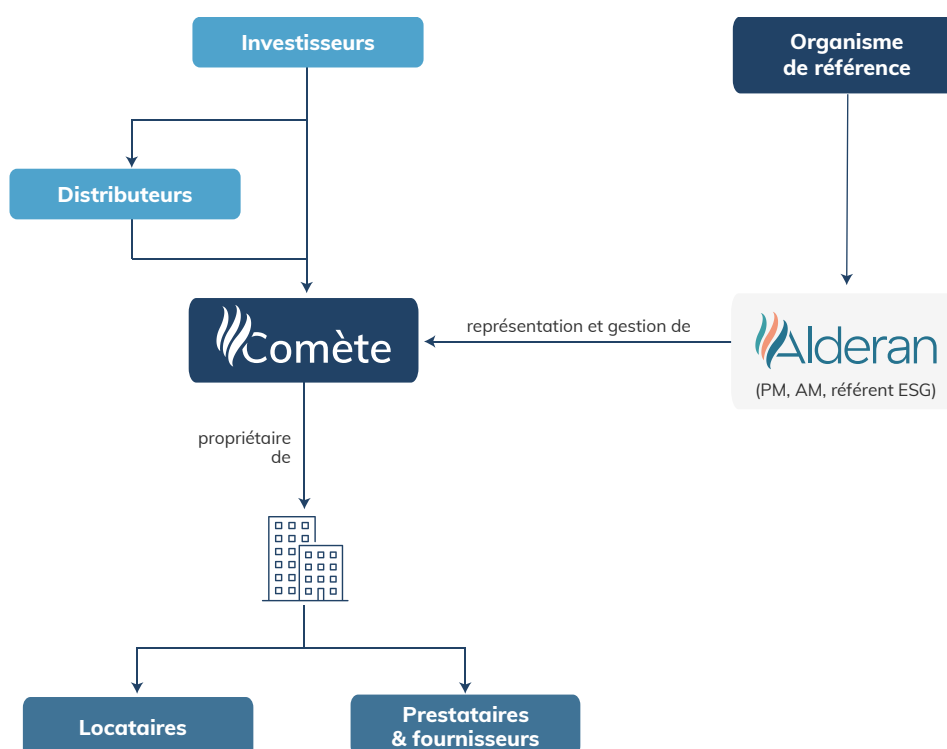 Investisseurs
Organisme
de référence
Distributeurs
Comète
représentation et gestion de
Alderan
(PM, AM, référent ESG)
propriétaire
de
Locataires
Prestataires
& fournisseurs